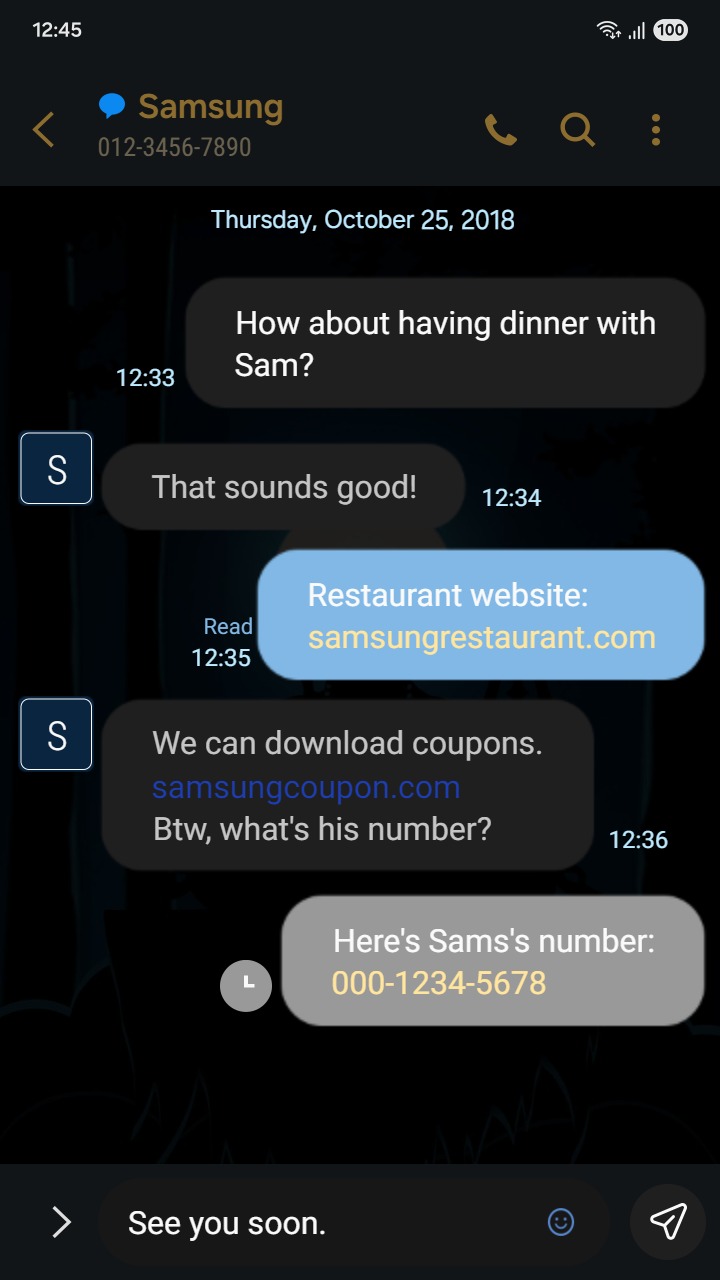 12:45
100
Samsung
012-3456-7890
Thursday, October 25, 2018
How about having dinner with
Sam?
12:33
S
That sounds good!
12:34
Restaurant website:
samsungrestaurant.com
Read
12:35
S
We can download coupons.
samsungcoupon.com
Btw, what's his number?
12:36
Here's Sams's number:
000-1234-5678
See you soon.